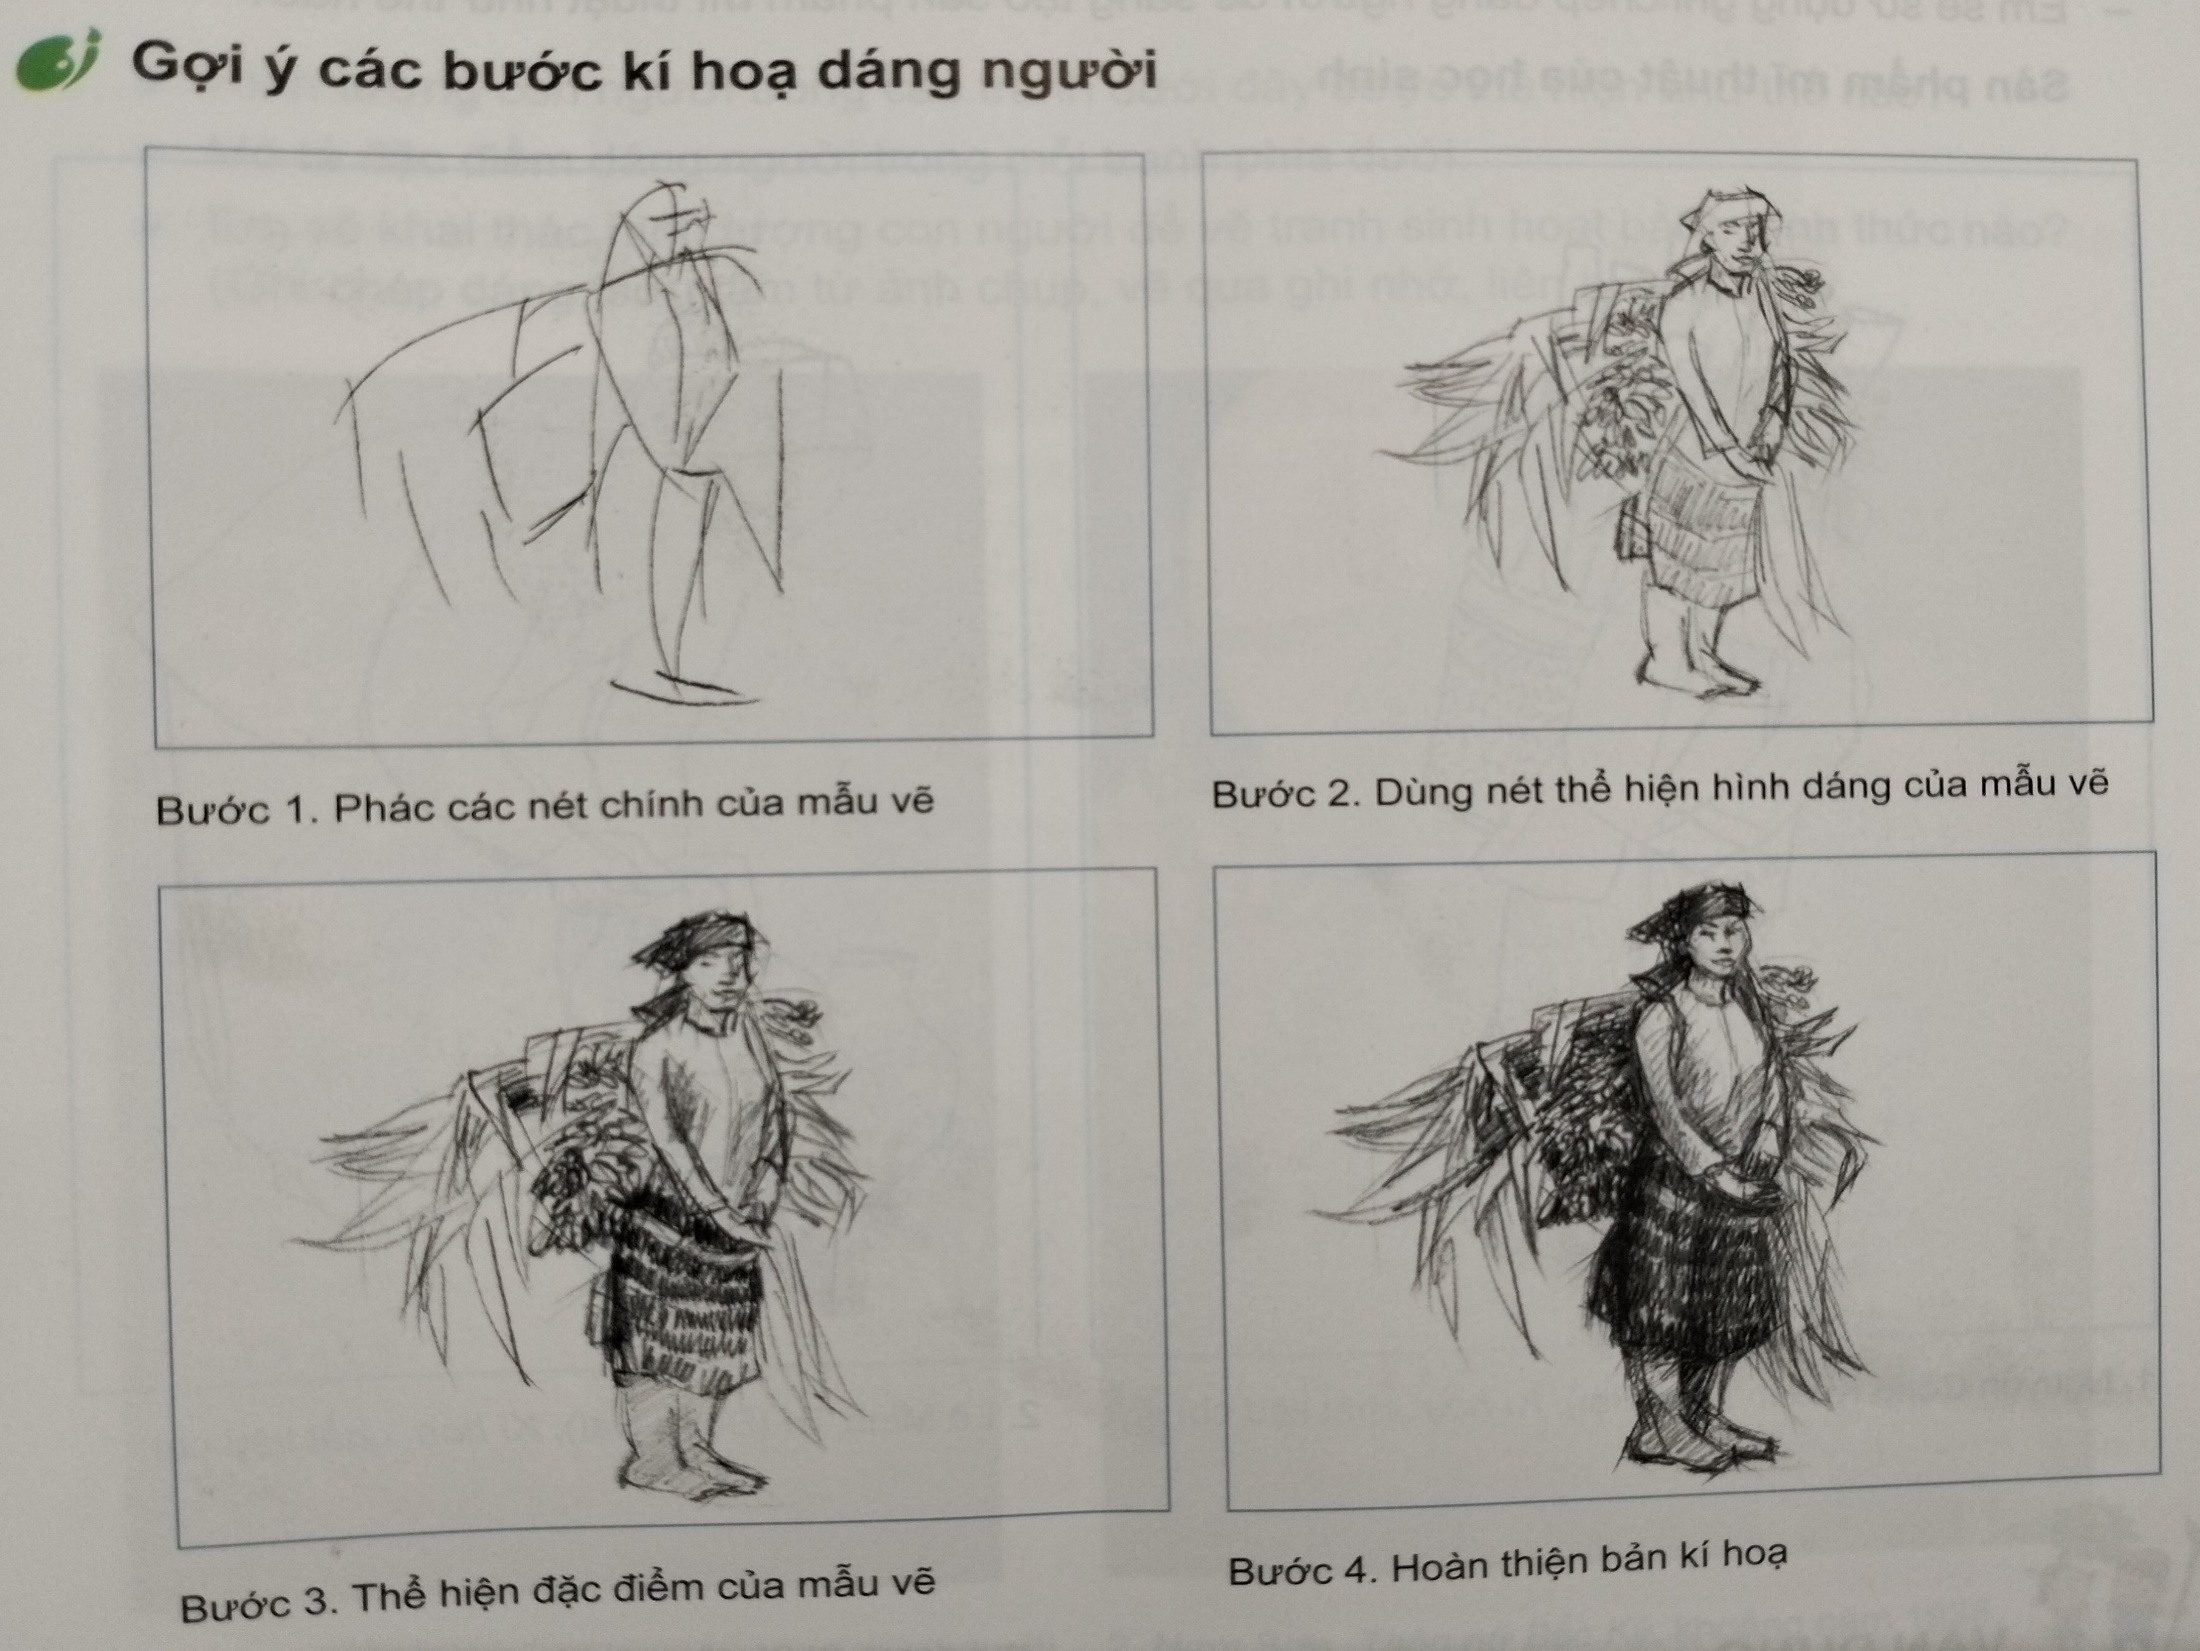 Gợi ý các bước kí hoạ dáng người
Bước 1. Phác các nét chính của mẫu vẽ
Bước 2. Dùng nét thể hiện hình dáng của mẫu vẽ
Bước 3. Thể hiện đặc điểm của mẫu vẽ
Bước 4. Hoàn thiện bản kí hoạ